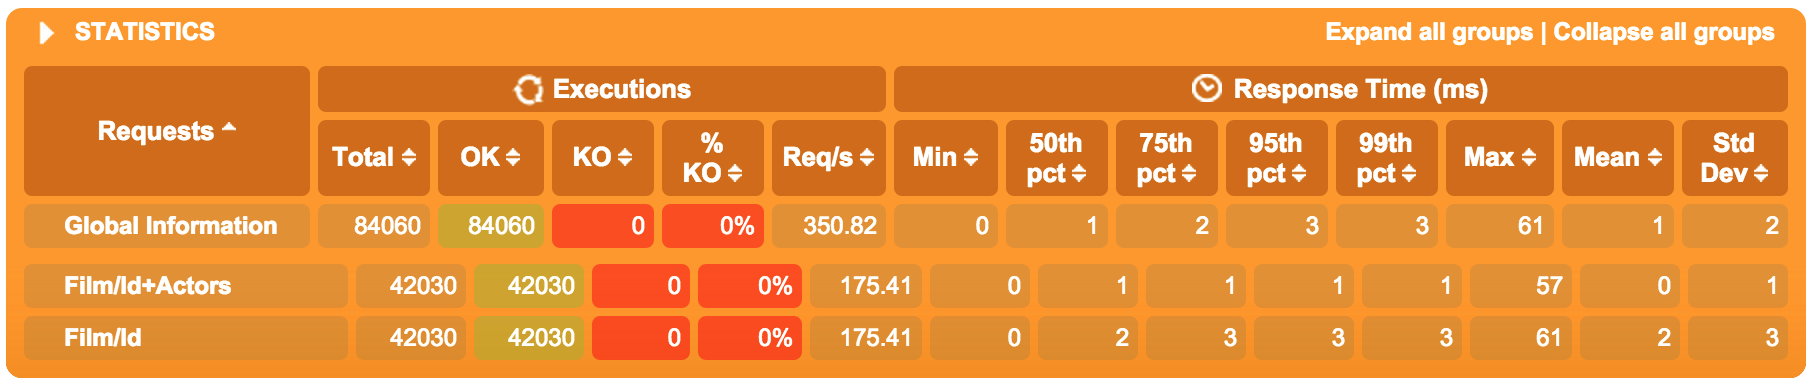 STATISTICS Expand all groups | Collapse all groups
Requests Executions Response Time (ms)
Total OK KO % KO Req/s Min 50th pct 75th pct 95th pct 99th pct Max Mean Std Dev
Global Information 84060 84060 0 0% 350.82 0 1 2 3 3 61 1 2
Film/Id+Actors 42030 42030 0 0% 175.41 0 1 1 1 1 57 0 1
Film/Id 42030 42030 0 0% 175.41 0 2 3 3 3 61 2 3